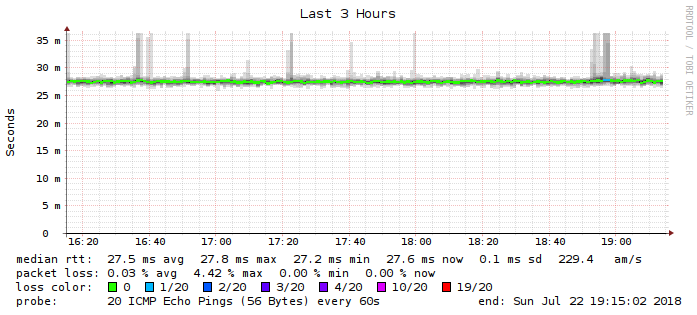 Last 3 Hours
RRDTOOL / TOBI OETIKER
Seconds
35 m
30 m
25 m
20 m
15 m
10 m
5 m
0
16:20 16:40 17:00 17:20 17:40 18:00 18:20 18:40 19:00
median rtt: 27.5 ms avg 27.8 ms max 27.2 ms min 27.6 ms now 0.1 ms sd 229.4 am/s
packet loss: 0.03 % avg 4.42 % max 0.00 % min 0.00 % now
loss color: 0 1/20 2/20 3/20 4/20 10/20 19/20
probe: 20 ICMP Echo Pings (56 Bytes) every 60s end: Sun Jul 22 19:15:02 2018